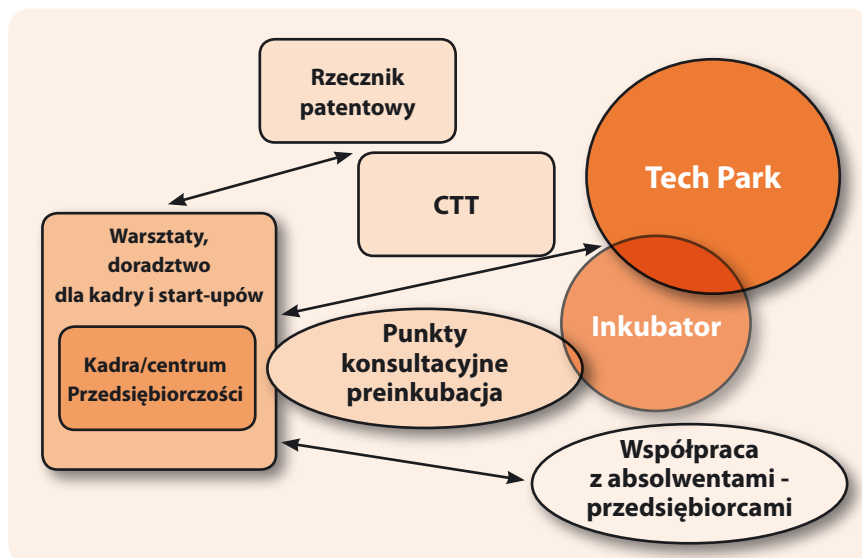 Rzecznik
patentowy
Tech Park
CTT
Warsztaty,
doradztwo
dla kadry i start-upów
Kadra/centrum
Przedsiębiorczości
Punkty
konsultacyjne
preinkubacja
Inkubator
Współpraca
z absolwentami -
przedsiębiorcami